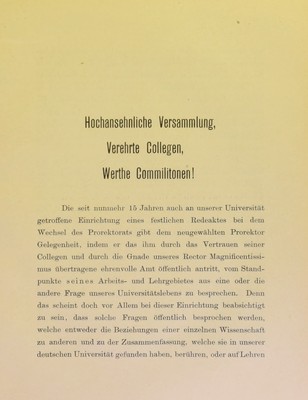 Hochansehnliche Versammlung,
Verehrte Collegen,
Werthe Commilitonen!
Die seit nunmehr 15 Jahren auch an unserer Universität
getroffene Einrichtung eines festlichen Redeaktes bei dem
Wechsel des Prorektorats gibt dem neugewählten Prorektor
Gelegenheit, indem er das ihm durch das Vertrauen seiner
Collegen und durch die Gnade unseres Rector Magnificentissi-
mus übertragene ehrenvolle Amt öffentlich antritt, vom Stand-
punkte seines Arbeits- und Lehrgebietes aus eine oder die
andere Frage unseres Universitätslebens zu besprechen. Denn
das scheint doch vor Allem bei dieser Einrichtung beabsichtigt
zu sein, dass solche Fragen öffentlich besprochen werden,
welche entweder die Beziehungen einer einzelnen Wissenschaft
zu anderen und zu der Zusammenfassung, welche sie in unserer
deutschen Universität gefunden haben, berühren, oder auf Lehren